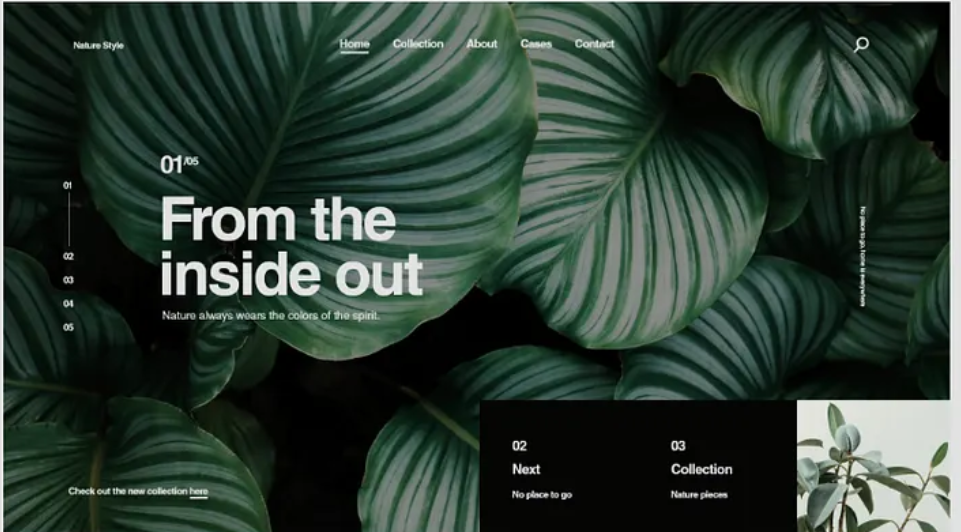 Nature Style
Home Collection About Cases Contact
01/05
From the
inside out
Nature always wears the colors of the spirit.
01
02
03
04
05
No place to go, home is everywhere
Check out the new collection here
02
Next
No place to go
03
Collection
Nature pieces